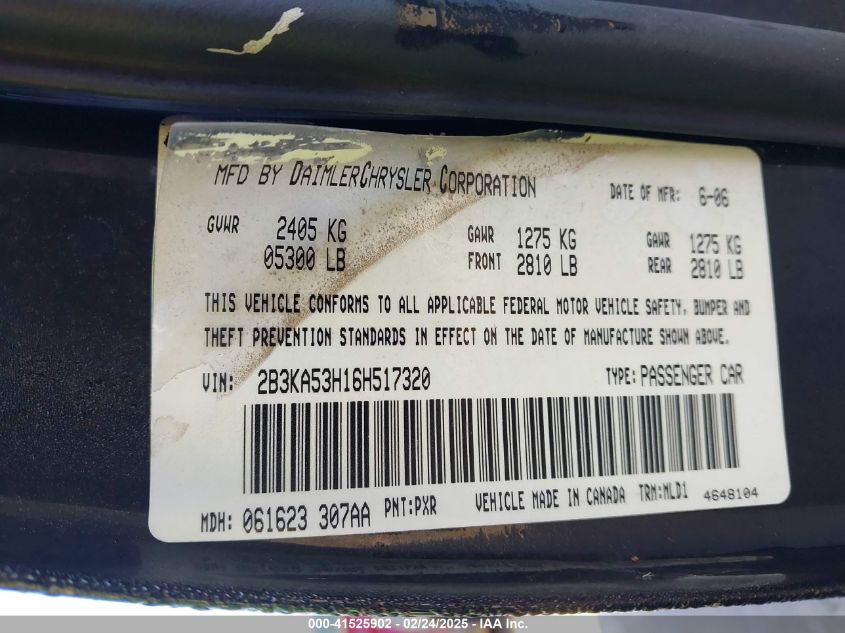 MFD BY DAIMLERCHRYSLER CORPORATION DATE OF MFR: 6-06
GVWR 2405 KG GAWR 1275 KG GAWR 1275 KG
05300 LB FRONT 2810 LB REAR 2810 LB
THIS VEHICLE CONFORMS TO ALL APPLICABLE FEDERAL MOTOR VEHICLE SAFETY, BUMPER AND
THEFT PREVENTION STANDARDS IN EFFECT ON THE DATE OF MANUFACTURE SHOWN ABOVE.
VIN: 2B3KA53H16H517320 TYPE: PASSENGER CAR
MDH: 061623 307AA PNT:PXR VEHICLE MADE IN CANADA TRM:MLD1 4648104
000-41525902 - 02/24/2025 - IAA Inc.